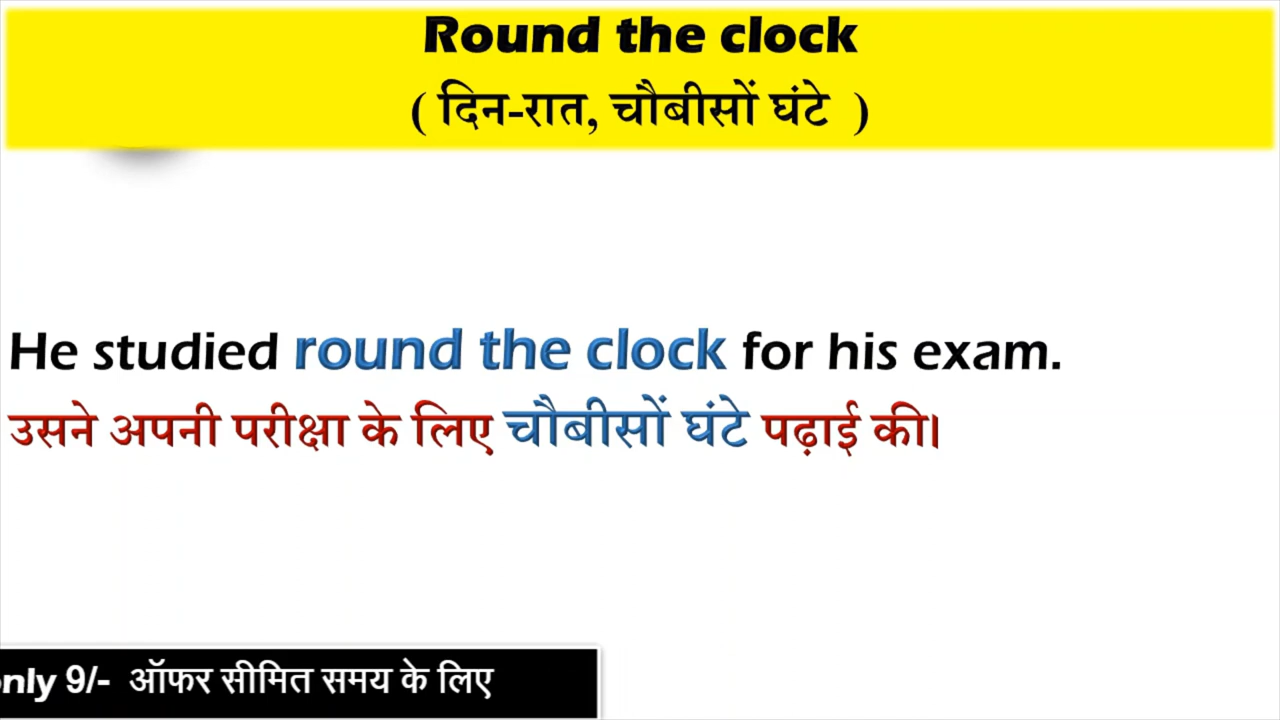 Round the clock
( दिन-रात, चौबीसों घंटे )
He studied round the clock for his exam.
उसने अपनी परीक्षा के लिए चौबीसों घंटे पढ़ाई की।
nly 9/- ऑफर सीमित समय के लिए